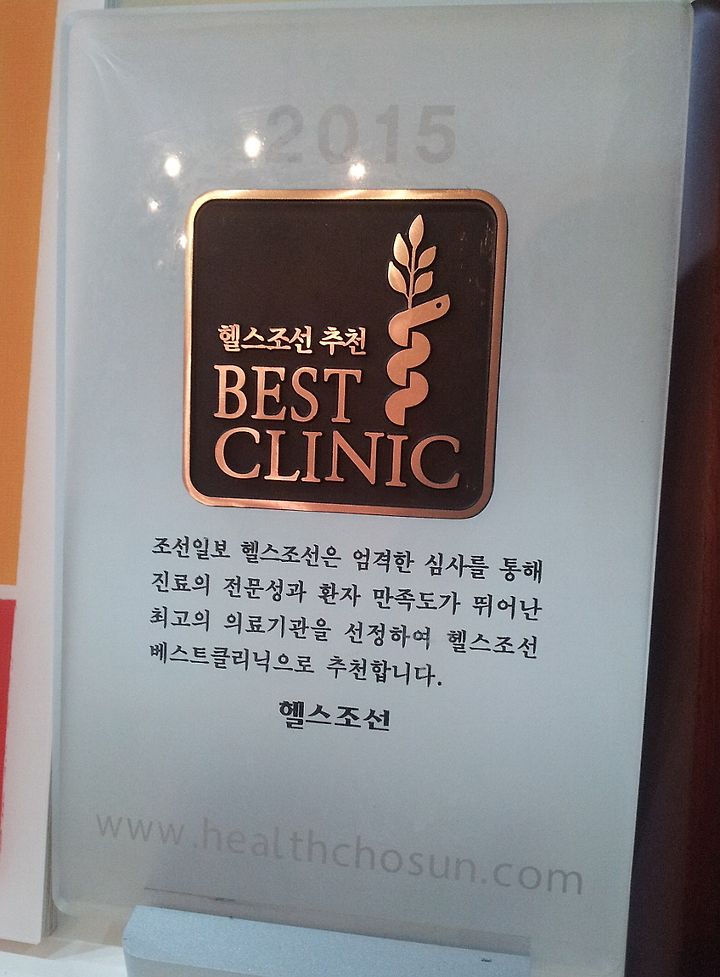 2015
헬스조선 추천
BEST
CLINIC
조선일보 헬스조선은 엄격한 심사를 통해
진료의 전문성과 환자 만족도가 뛰어난
최고의 의료기관을 선정하여 헬스조선
베스트클리닉으로 추천합니다.
헬스조선
www.healthchosun.com